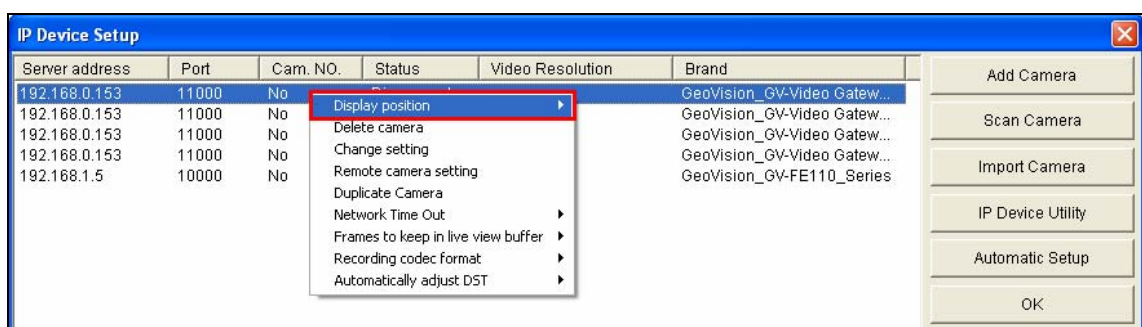 IP Device Setup
Server address Port Cam. NO. Status Video Resolution Brand
192.168.0.153 11000 No GeoVision_GV-Video Gatew...
192.168.0.153 11000 No GeoVision_GV-Video Gatew...
192.168.0.153 11000 No GeoVision_GV-Video Gatew...
192.168.0.153 11000 No GeoVision_GV-Video Gatew...
192.168.1.5 10000 No GeoVision_GV-FE110_Series
Display position
Delete camera
Change setting
Remote camera setting
Duplicate Camera
Network Time Out
Frames to keep in live view buffer
Recording codec format
Automatically adjust DST
Add Camera
Scan Camera
Import Camera
IP Device Utility
Automatic Setup
OK